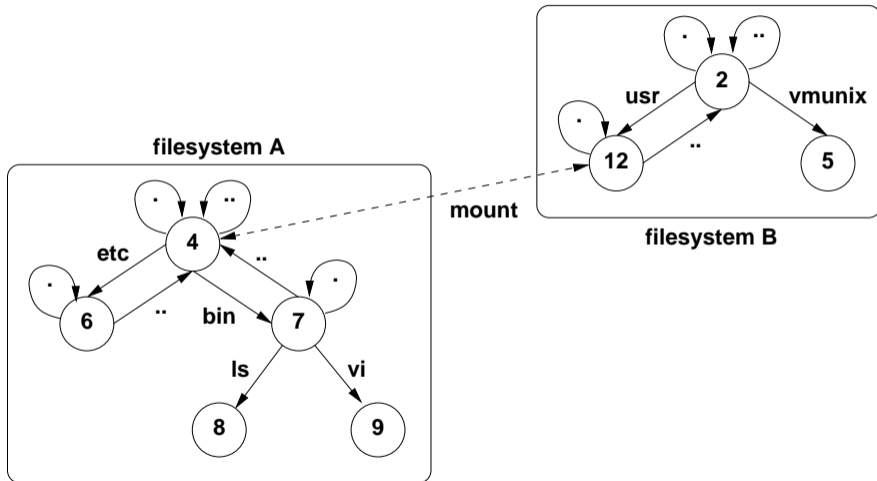 . ..
2
usr vmunix
.
12 .. 5
filesystem A
mount
filesystem B
. ..
4
etc ..
. .
6 .. bin 7
ls vi
8 9